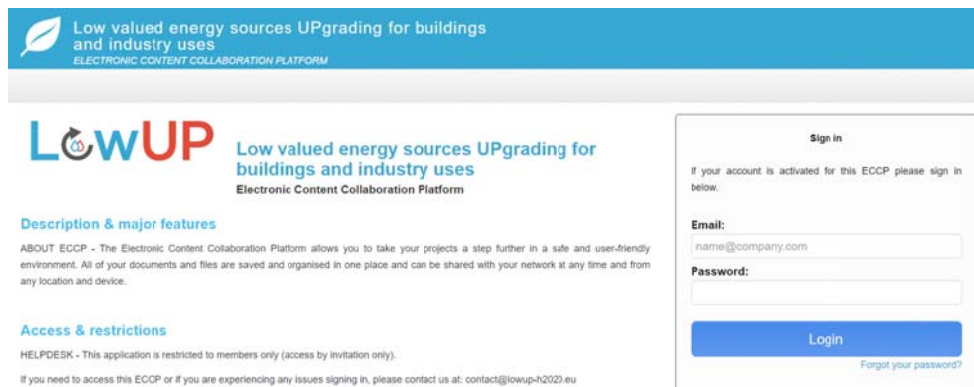 Low valued energy sources UPgrading for buildings
and industry uses
ELECTRONIC CONTENT COLLABORATION PLATFORM
LowUP
Low valued energy sources UPgrading for
buildings and industry uses
Electronic Content Collaboration Platform
Description & major features
ABOUT ECCP - The Electronic Content Collaboration Platform allows you to take your projects a step further in a safe and user-friendly
environment. All of your documents and files are saved and organised in one place and can be shared with your network at any time and from
any location and device.
Access & restrictions
HELPDESK - This application is restricted to members only (access by invitation only).
If you need to access this ECCP or if you are experiencing any issues signing in, please contact us at: contact@lowup-h2020.eu
Sign in
If your account is activated for this ECCP please sign in
below.
Email:
name@company.com
Password:
Login
Forgot your password?